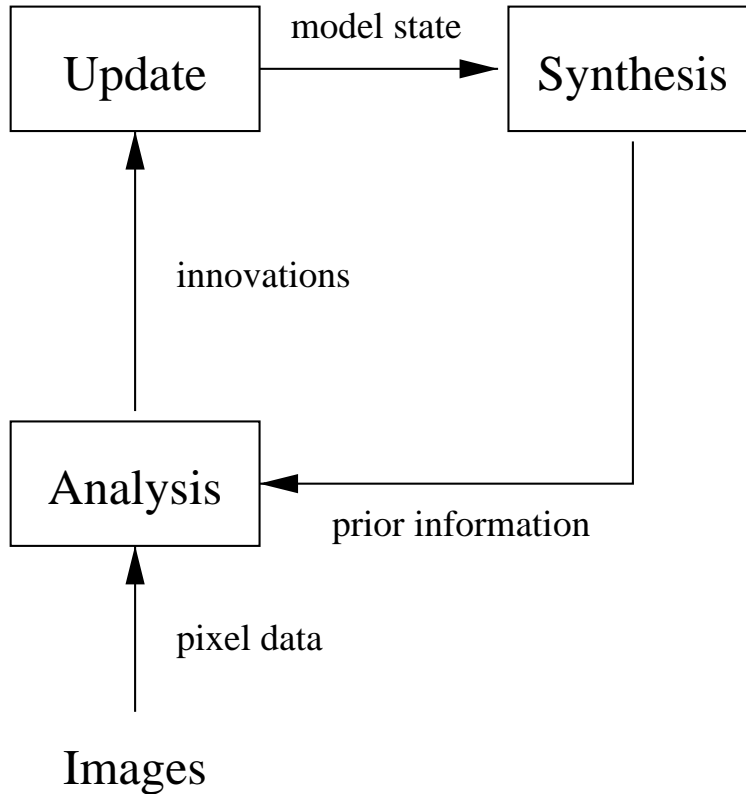 model state
Update
Synthesis
innovations
Analysis
prior information
pixel data
Images